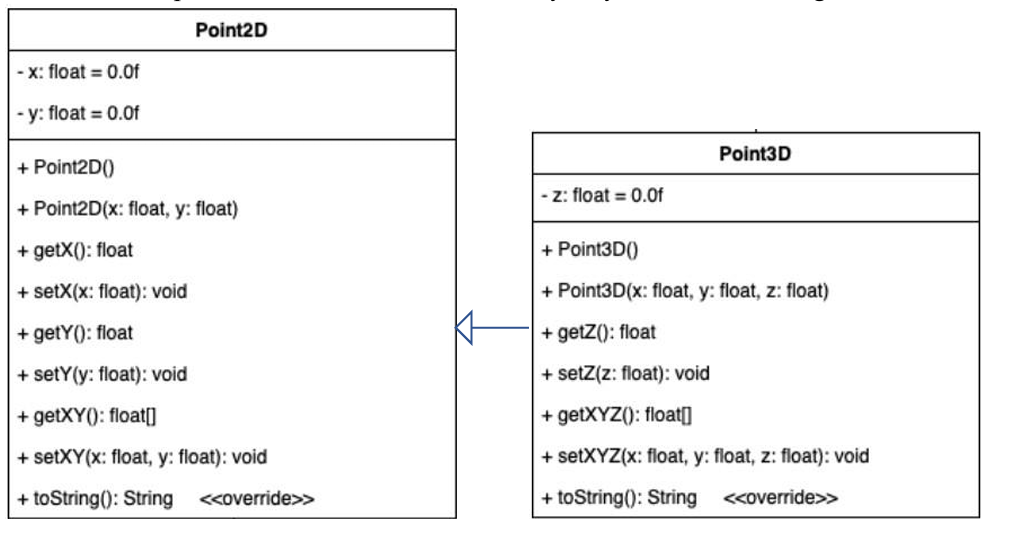 Point2D
- x: float = 0.0f
- y: float = 0.0f
+ Point2D()
+ Point2D(x: float, y: float)
+ getX(): float
+ setX(x: float): void
+ getY(): float
+ setY(y: float): void
+ getXY(): float[]
+ setXY(x: float, y: float): void
+ toString(): String <<override>>
Point3D
- z: float = 0.0f
+ Point3D()
+ Point3D(x: float, y: float, z: float)
+ getZ(): float
+ setZ(z: float): void
+ getXYZ(): float[]
+ setXYZ(x: float, y: float, z: float): void
+ toString(): String <<override>>